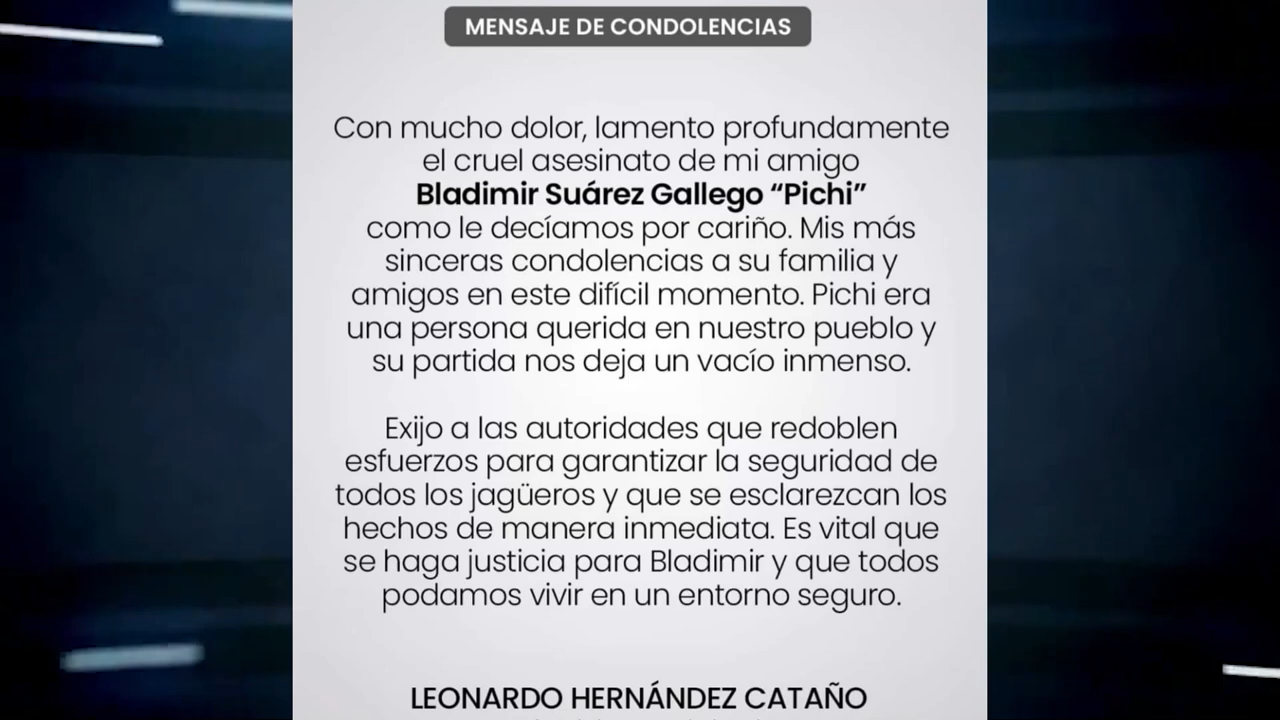 MENSAJE DE CONDOLENCIAS
Con mucho dolor, lamento profundamente
el cruel asesinato de mi amigo
Bladimir Suárez Gallego “Pichi”
como le decíamos por cariño. Mis más
sinceras condolencias a su familia y
amigos en este difícil momento. Pichi era
una persona querida en nuestro pueblo y
su partida nos deja un vacío inmenso.
Exijo a las autoridades que redoblen
esfuerzos para garantizar la seguridad de
todos los jagüeros y que se esclarezcan los
hechos de manera inmediata. Es vital que
se haga justicia para Bladimir y que todos
podamos vivir en un entorno seguro.
LEONARDO HERNÁNDEZ CATAÑO